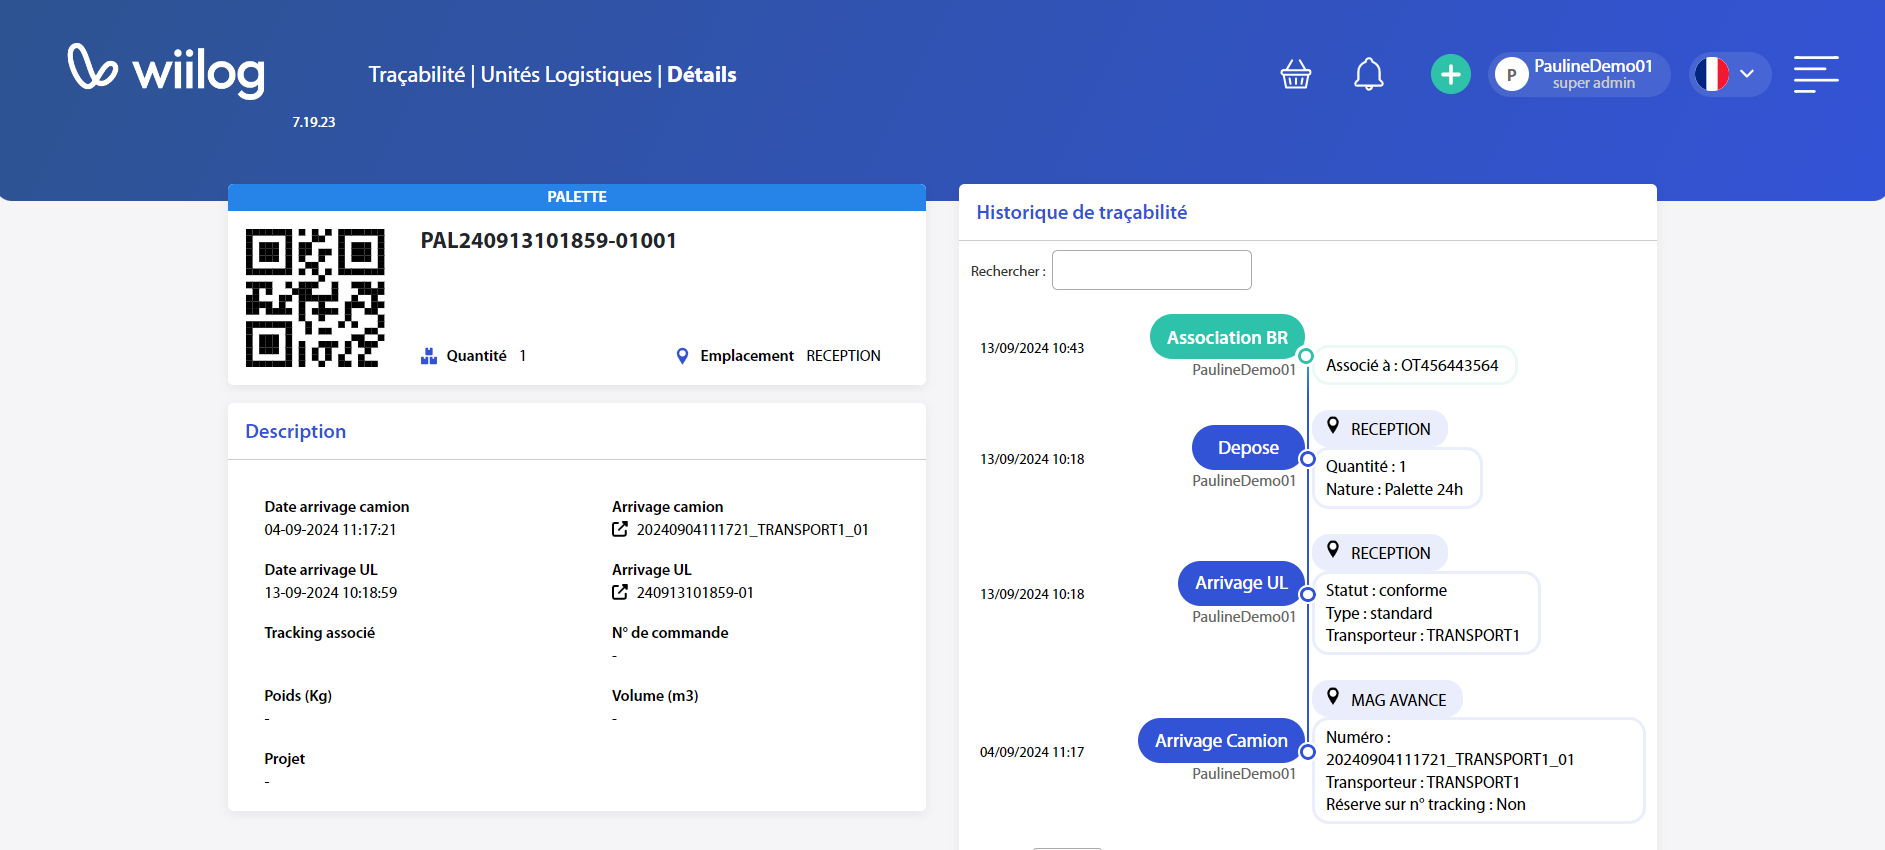 wiilog
7.19.23
Traçabilité | Unités Logistiques | Détails
P
PaulineDemo01
super admin
PALETTE
PAL240913101859-01001
Quantité 1
Emplacement RECEPTION
Description
Date arrivage camion
04-09-2024 11:17:21
Arrivage camion
20240904111721_TRANSPORT1_01
Date arrivage UL
13-09-2024 10:18:59
Arrivage UL
240913101859-01
Tracking associé
N° de commande
-
Poids (Kg)
-
Volume (m3)
-
Projet
-
Historique de traçabilité
Rechercher :
13/09/2024 10:43
Association BR
PaulineDemo01
Associé à : OT456443564
13/09/2024 10:18
Depose
PaulineDemo01
RECEPTION
Quantité : 1
Nature : Palette 24h
13/09/2024 10:18
Arrivage UL
PaulineDemo01
RECEPTION
Statut : conforme
Type : standard
Transporteur : TRANSPORT1
04/09/2024 11:17
Arrivage Camion
PaulineDemo01
MAG AVANCE
Numéro :
20240904111721_TRANSPORT1_01
Transporteur : TRANSPORT1
Réserve sur n° tracking : Non